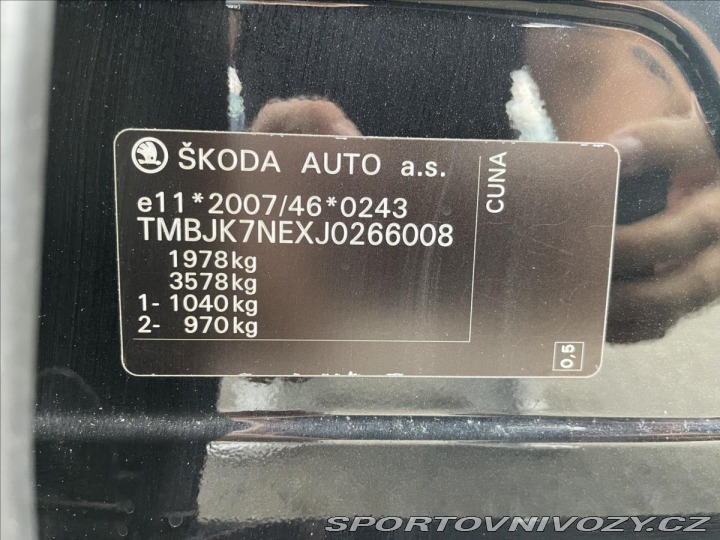 ŠKODA AUTO a.s.
e11*2007/46*0243
TMBJK7NEXJ0266008
1978kg
3578kg
1- 1040kg
2- 970kg
CUNA
0,5
SPORTOVNIVOZY.CZ